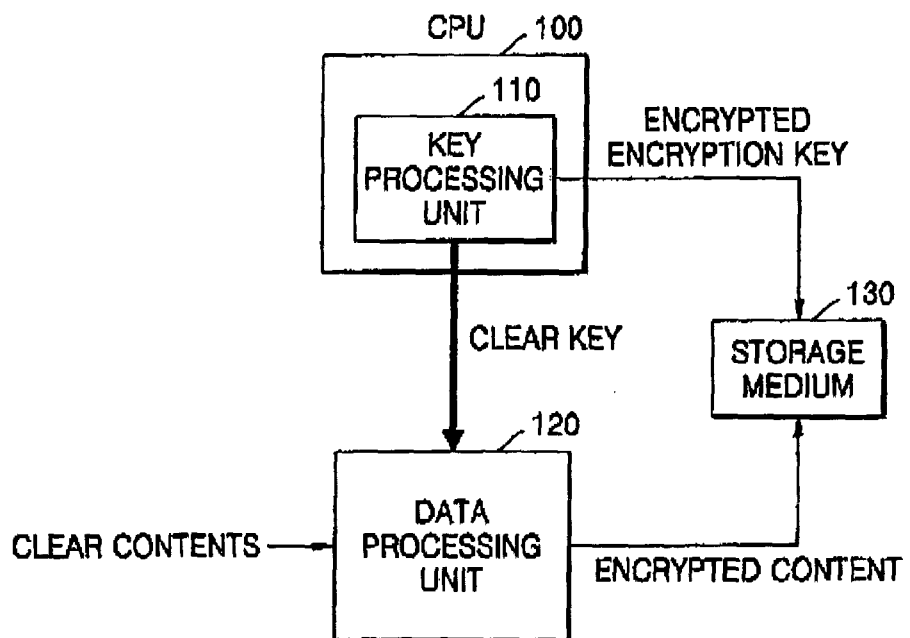 CPU
100
110
KEY
PROCESSING
UNIT
ENCRYPTED
ENCRYPTION KEY
CLEAR KEY
130
STORAGE
MEDIUM
120
DATA
PROCESSING
UNIT
CLEAR CONTENTS
ENCRYPTED CONTENT